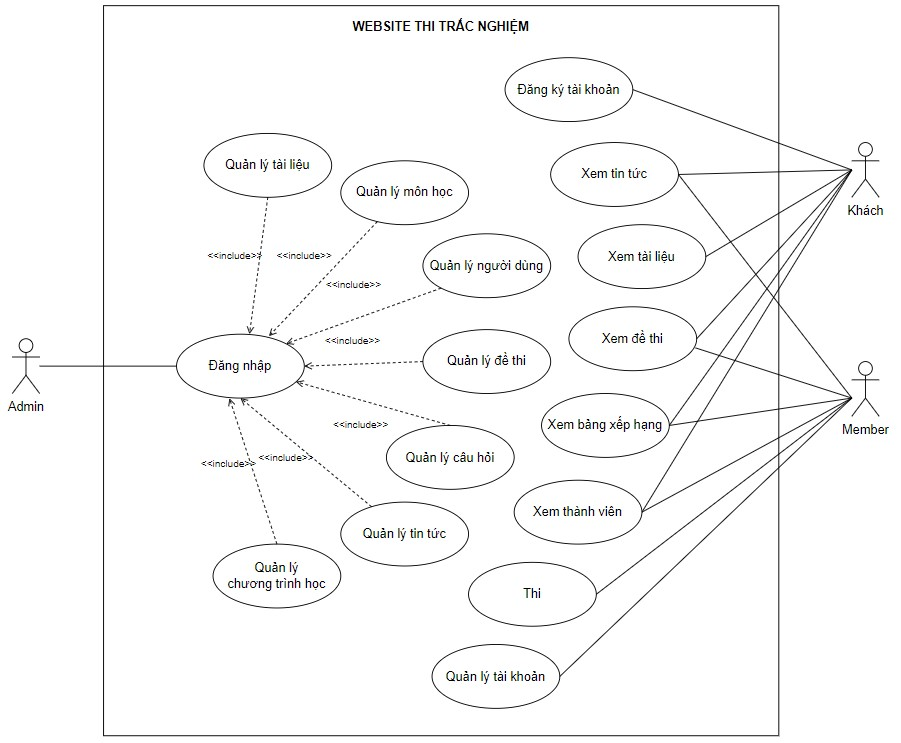 WEBSITE THI TRẮC NGHIỆM
Đăng ký tài khoản
Quản lý tài liệu
Xem tin tức
Quản lý môn học
Khách
<<include>>
<<include>>
Xem tài liệu
Quản lý người dùng
<<include>>
<<include>>
Xem đề thi
Đăng nhập
Quản lý đề thi
Admin
<<include>>
Xem bảng xếp hạng
Member
<<include>>
<<include>>
Quản lý câu hỏi
Xem thành viên
Quản lý tin tức
Quản lý
chương trình học
Thi
Quản lý tài khoản